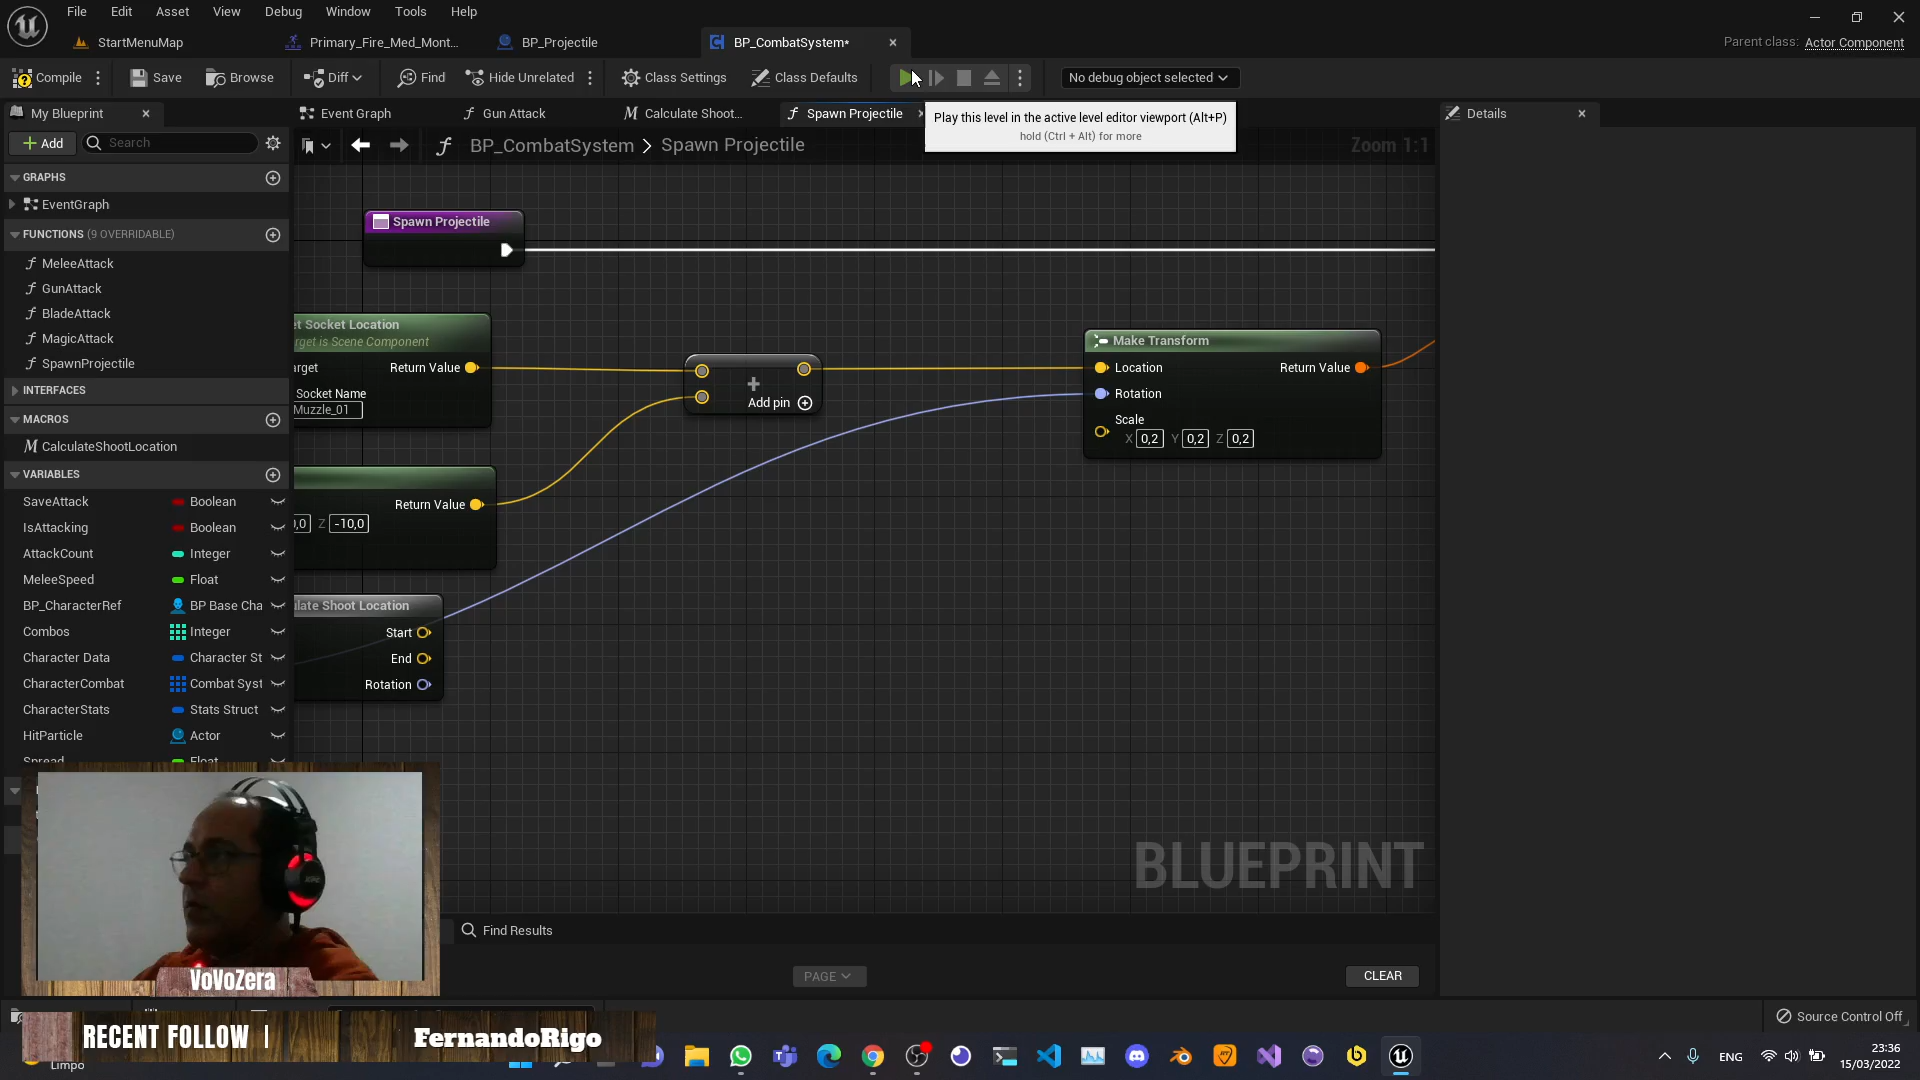 File Edit Asset View Debug Window Tools Help
StartMenuMap
Primary_Fire_Med_Mont...
BP_Projectile
BP_CombatSystem*
Parent class: Actor Component
Compile
Save
Browse
Diff
Find
Hide Unrelated
Class Settings
Class Defaults
No debug object selected
My Blueprint
Event Graph
Gun Attack
Calculate Shoot...
Spawn Projectile
Details
Play this level in the active level editor viewport (Alt+P)
hold (Ctrl + Alt) for more
Add
Search
BP_CombatSystem > Spawn Projectile
Zoom 1:1
GRAPHS
EventGraph
FUNCTIONS (9 OVERRIDABLE)
MeleeAttack
GunAttack
BladeAttack
MagicAttack
SpawnProjectile
INTERFACES
MACROS
CalculateShootLocation
VARIABLES
SaveAttack Boolean
IsAttacking Boolean
AttackCount Integer
MeleeSpeed Float
BP_CharacterRef BP Base Cha
Combos Integer
Character Data Character St
CharacterCombat Combat Syst
CharacterStats Stats Struct
HitParticle Actor
Spread Float
Spawn Projectile
et Socket Location
arget is Scene Component
arget
Return Value
Socket Name
Muzzle_01
Return Value
0,0 Z -10,0
ulate Shoot Location
Start
End
Rotation
Add pin
Make Transform
Location
Return Value
Rotation
Scale
X 0,2 Y 0,2 Z 0,2
BLUEPRINT
Find Results
PAGE
CLEAR
VoVoZera
RECENT FOLLOW |
FernandoRigo
Source Control Off
Limpo
ENG
23:36
15/03/2022